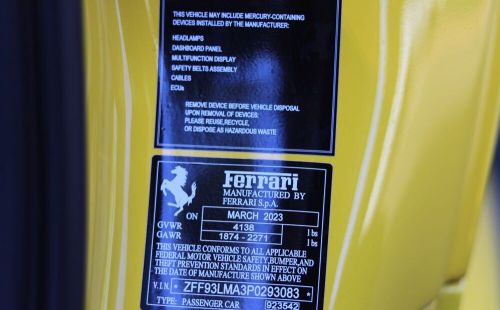 THIS VEHICLE MAY INCLUDE MERCURY-CONTAINING
DEVICES INSTALLED BY THE MANUFACTURER:
HEADLAMPS
DASHBOARD PANEL
MULTIFUNCTION DISPLAY
SAFETY BELTS ASSEMBLY
CABLES
ECUs
REMOVE DEVICE BEFORE VEHICLE DISPOSAL
UPON REMOVAL OF DEVICES:
PLEASE REUSE,RECYCLE,
OR DISPOSE AS HAZARDOUS WASTE
Ferrari
MANUFACTURED BY
FERRARI S.p.A.
ON MARCH 2023
GVWR 4138 lbs
GAWR 1874 - 2271 lbs
THIS VEHICLE CONFORMS TO ALL APPLICABLE
FEDERAL MOTOR VEHICLE SAFETY,BUMPER,AND
THEFT PREVENTION STANDARDS IN EFFECT ON
THE DATE OF MANUFACTURE SHOWN ABOVE
V.I.N. * ZFF93LMA3P0293083 *
TYPE: PASSENGER CAR 923542